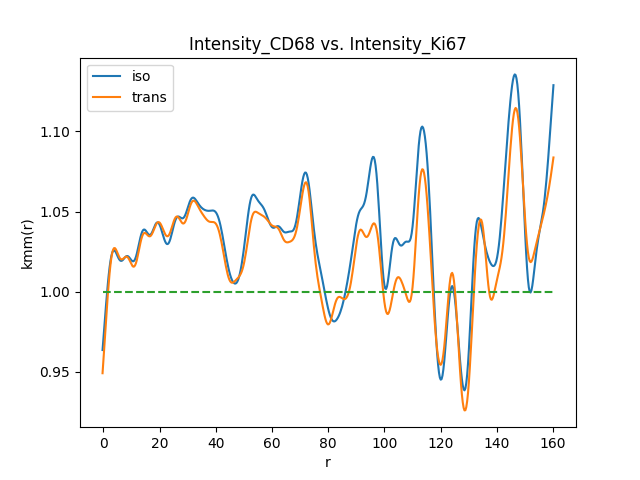 Intensity_CD68 vs. Intensity_Ki67
iso
trans
1.10
1.05
1.00
0.95
kmm(r)
0 20 40 60 80 100 120 140 160
r